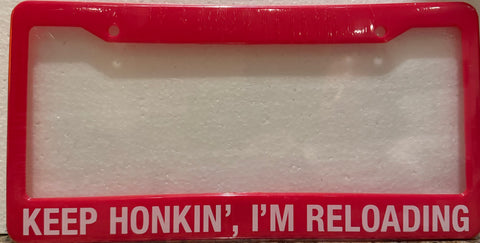 KEEP HONKIN', I'M RELOADING